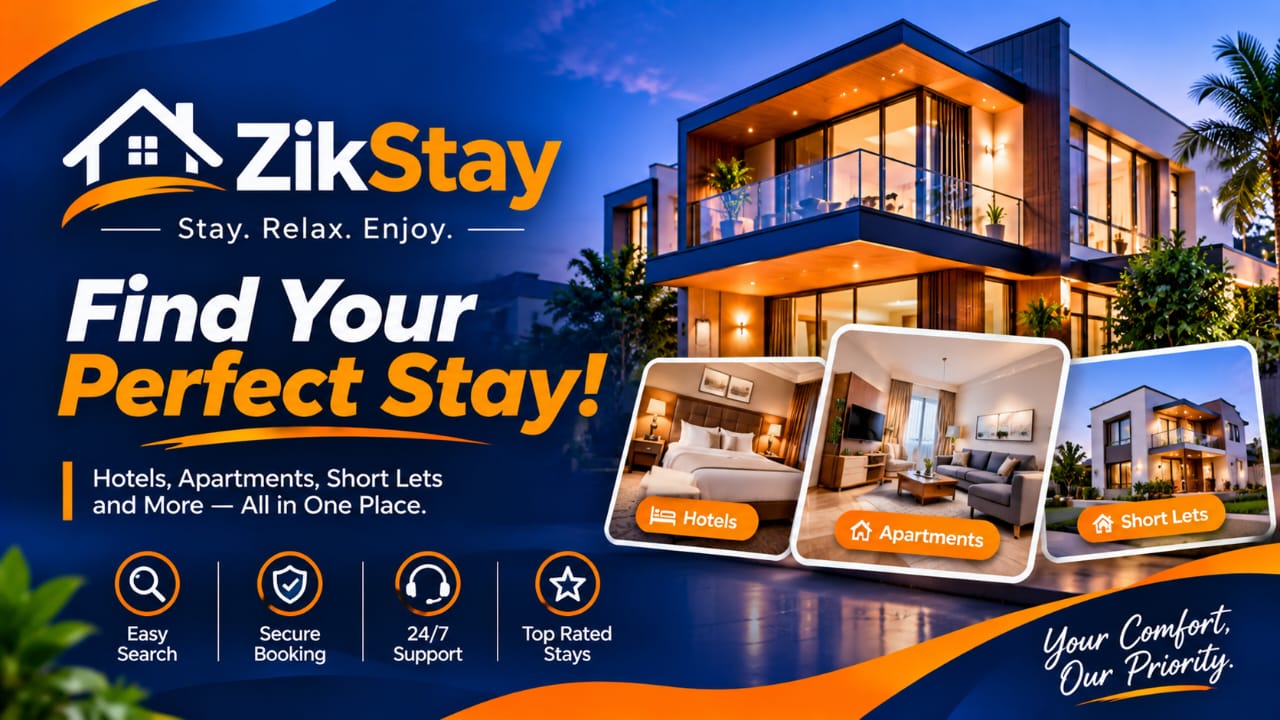 ZikStay
Stay. Relax. Enjoy.
Find Your
Perfect Stay!
Hotels, Apartments, Short Lets
and More — All in One Place.
Easy
Search
Secure
Booking
24/7
Support
Top Rated
Stays
Hotels
Apartments
Short Lets
Your Comfort,
Our Priority.